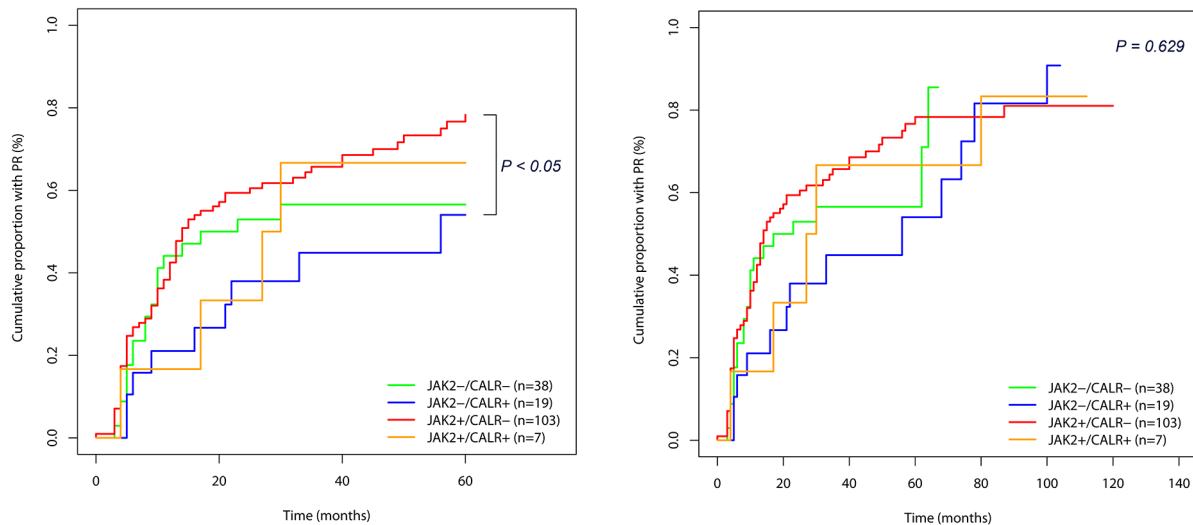 Cumulative proportion with PR (%)
1.0
0.8
0.6
0.4
0.2
0.0
P < 0.05
JAK2−/CALR− (n=38)
JAK2−/CALR+ (n=19)
JAK2+/CALR− (n=103)
JAK2+/CALR+ (n=7)
0 20 40 60
Time (months)
Cumulative proportion with PR (%)
1.0
0.8
0.6
0.4
0.2
0.0
P = 0.629
JAK2−/CALR− (n=38)
JAK2−/CALR+ (n=19)
JAK2+/CALR− (n=103)
JAK2+/CALR+ (n=7)
0 20 40 60 80 100 120 140
Time (months)